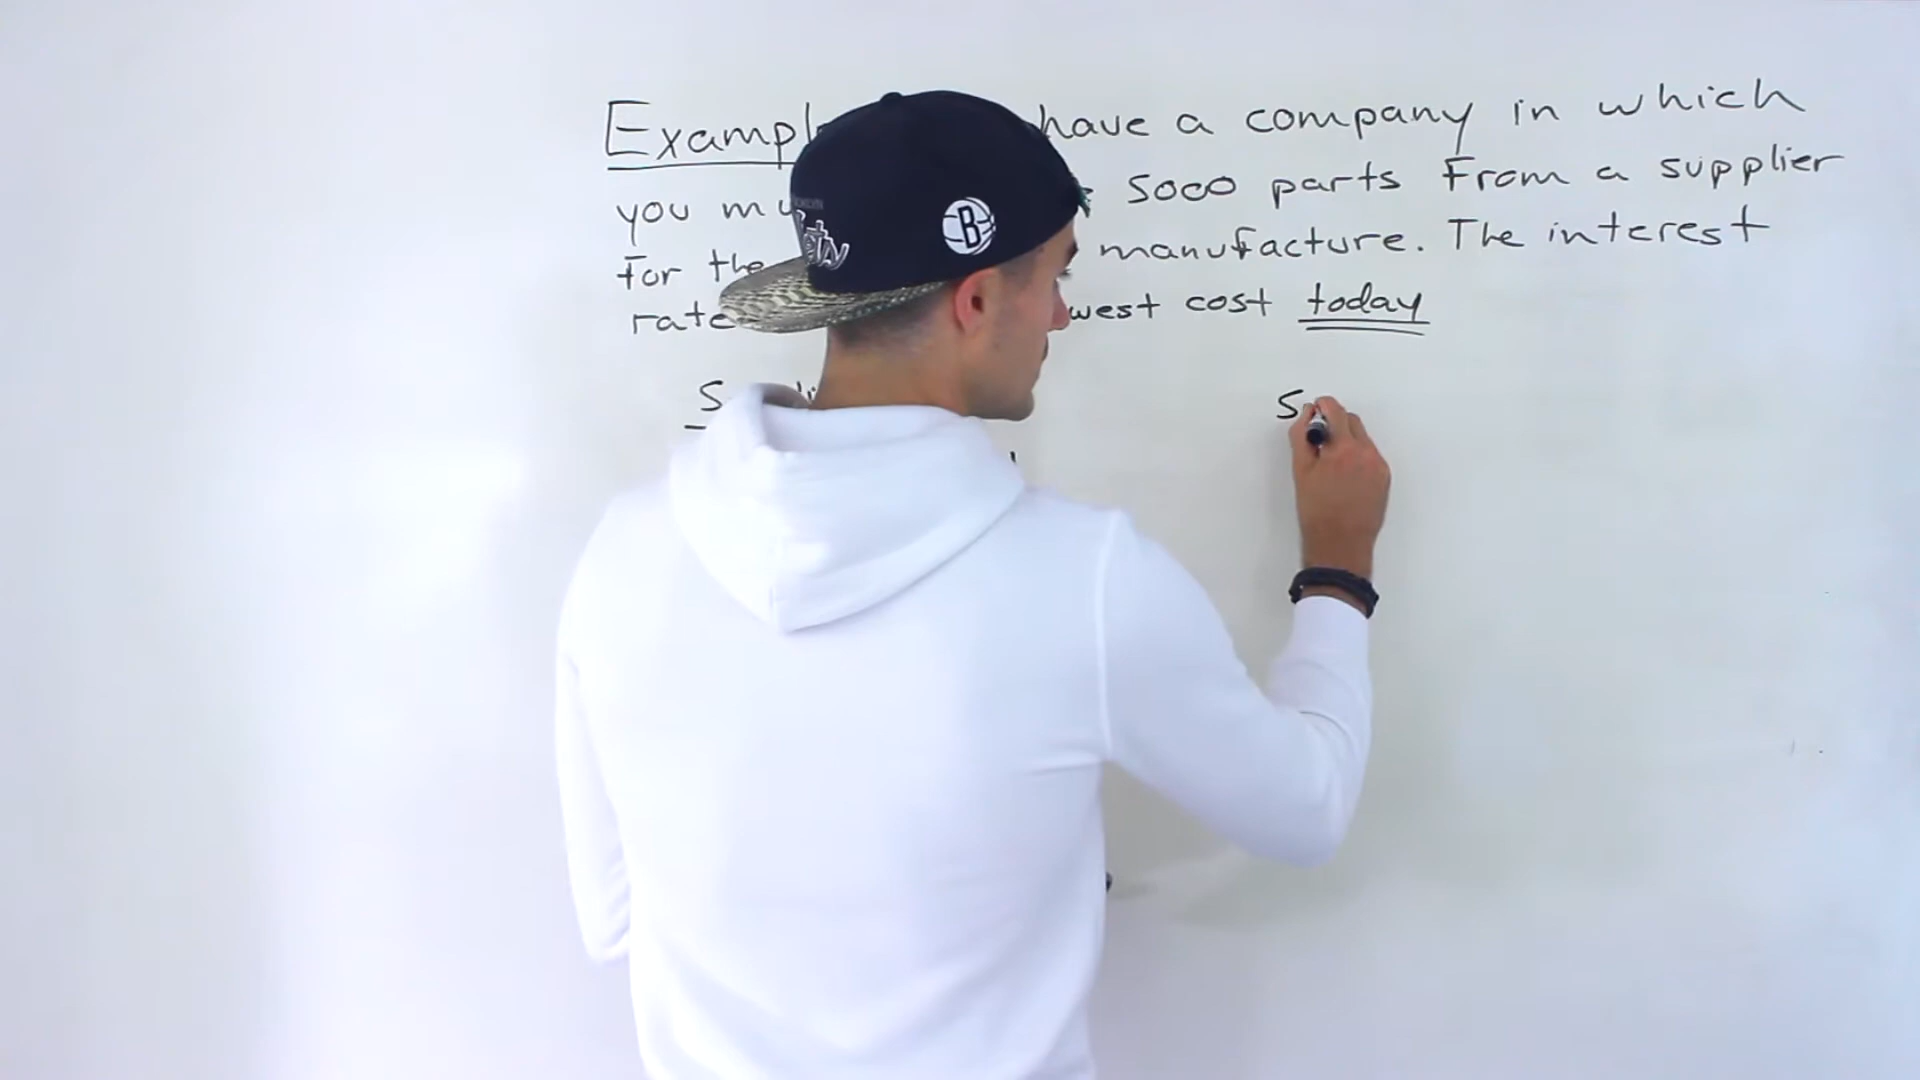 Exampl have a company in which
you mu 5000 parts From a supplier
For the manufacture. The interest
rate west cost today
S
S
B